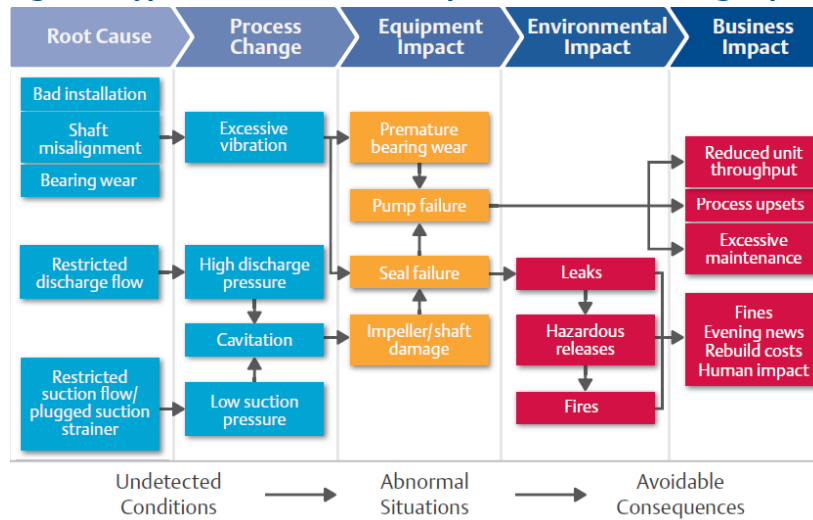 Root Cause
Process
Change
Equipment
Impact
Environmental
Impact
Business
Impact
Bad installation
Shaft
misalignment
Bearing wear
Excessive
vibration
Premature
bearing wear
Pump failure
Reduced unit
throughput
Process upsets
Excessive
maintenance
Restricted
discharge flow
High discharge
pressure
Seal failure
Leaks
Cavitation
Impeller/shaft
damage
Hazardous
releases
Fines
Evening news
Rebuild costs
Human impact
Restricted
suction flow/
plugged suction
strainer
Low suction
pressure
Fires
Undetected
Conditions
Abnormal
Situations
Avoidable
Consequences